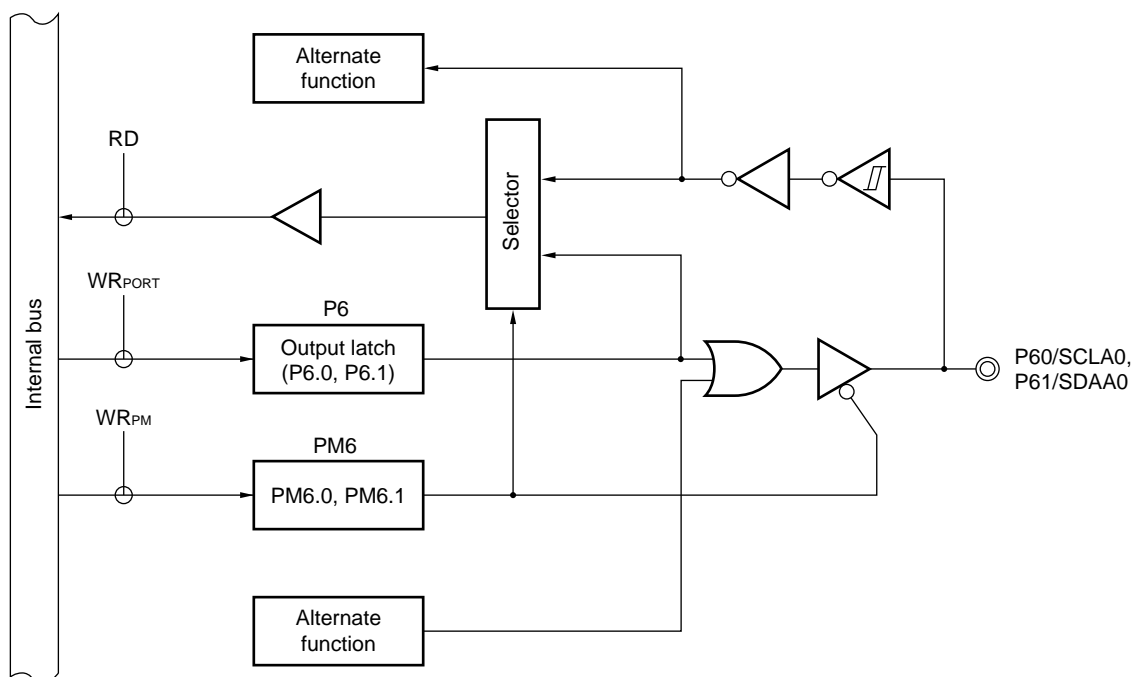 Alternate
function
RD
Selector
WRPORT
P6
Output latch
(P6.0, P6.1)
Internal bus
P60/SCLA0,
P61/SDAA0
WRPM
PM6
PM6.0, PM6.1
Alternate
function